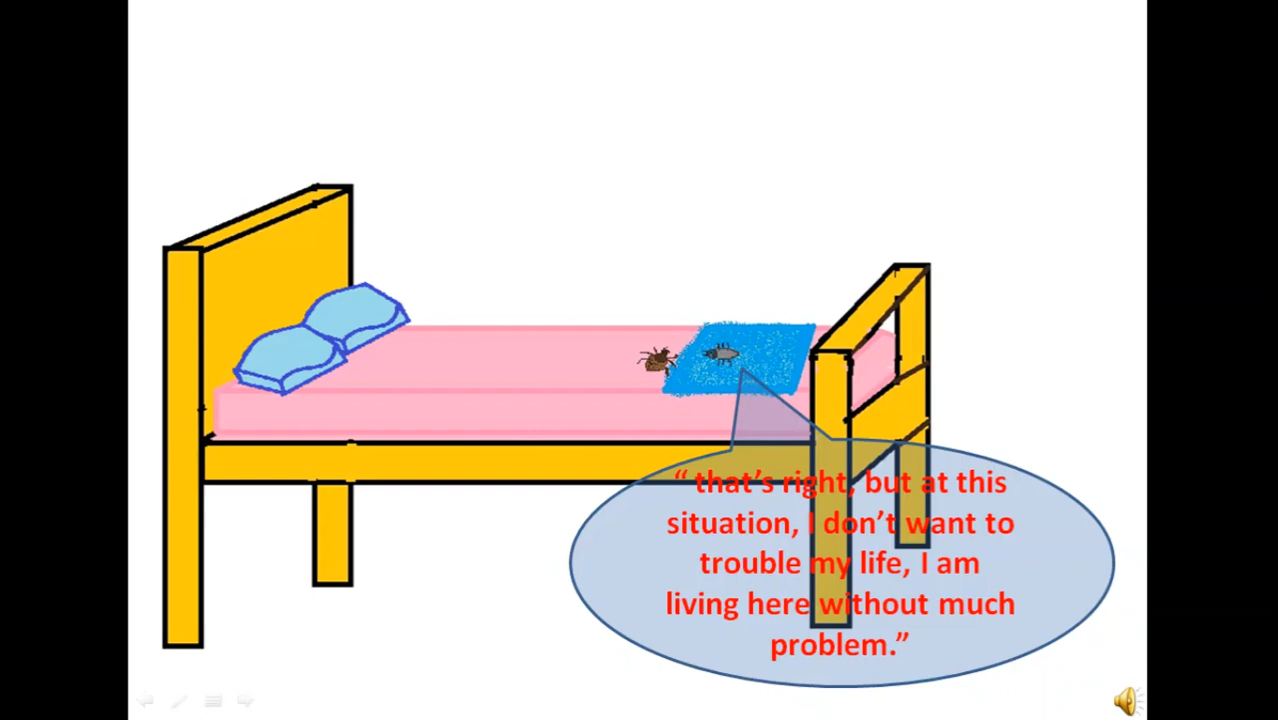 “ that’s right, but at this
situation, I don’t want to
trouble my life, I am
living here without much
problem.”